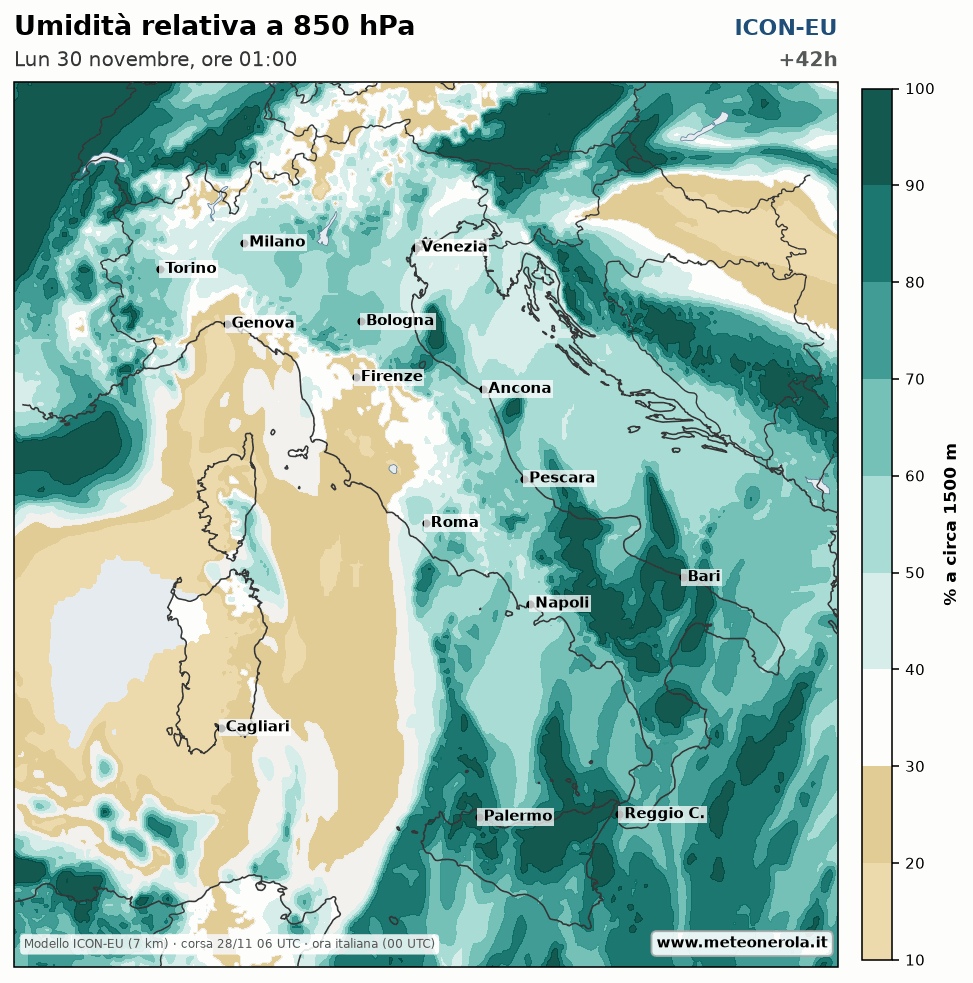 Umidità relativa a 850 hPa
ICON-EU
Lun 30 novembre, ore 01:00
+42h
Milano
Venezia
Torino
Genova
Bologna
Firenze
Ancona
Pescara
Roma
Bari
Napoli
Cagliari
Palermo
Reggio C.
100
90
80
70
60
50
40
30
20
10
% a circa 1500 m
Modello ICON-EU (7 km) · corsa 28/11 06 UTC · ora italiana (00 UTC)
www.meteonerola.it